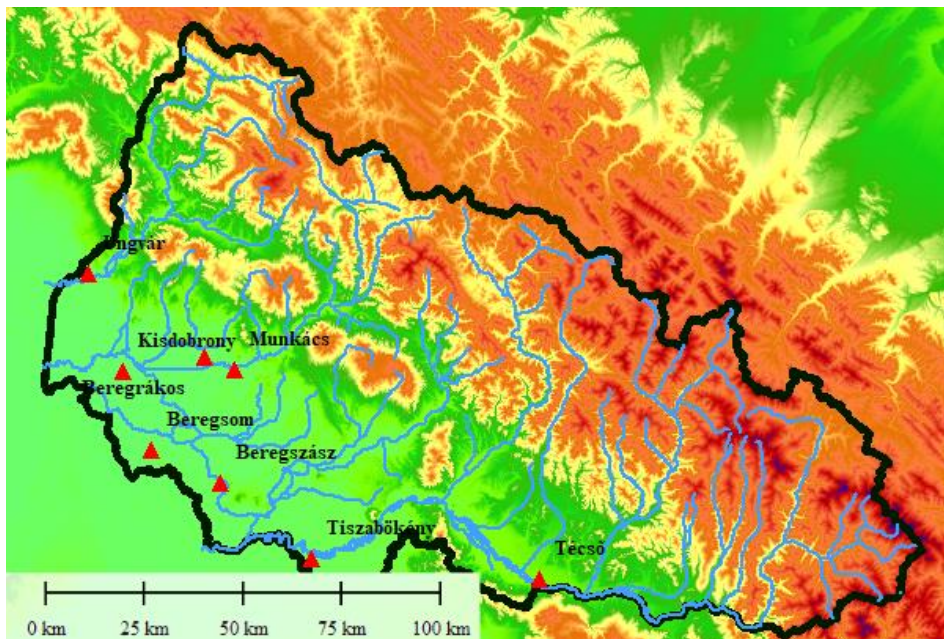 Ungvár
Kisdobrony
Munkács
Beregrákos
Beregsom
Beregszász
Tiszabökény
Técső
0 km
25 km
50 km
75 km
100 km